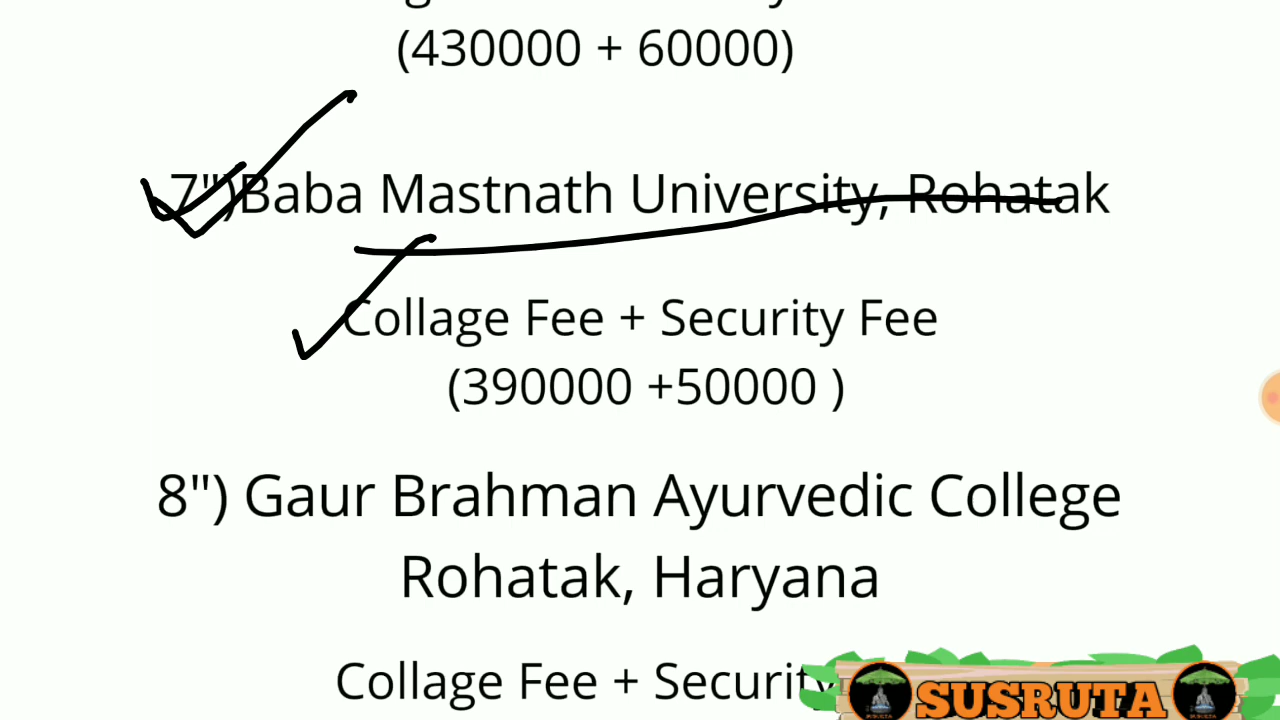 (430000 + 60000)
7")Baba Mastnath University, Rohatak
Collage Fee + Security Fee
(390000 +50000 )
8") Gaur Brahman Ayurvedic College
Rohatak, Haryana
Collage Fee + Security
SUSRUTA